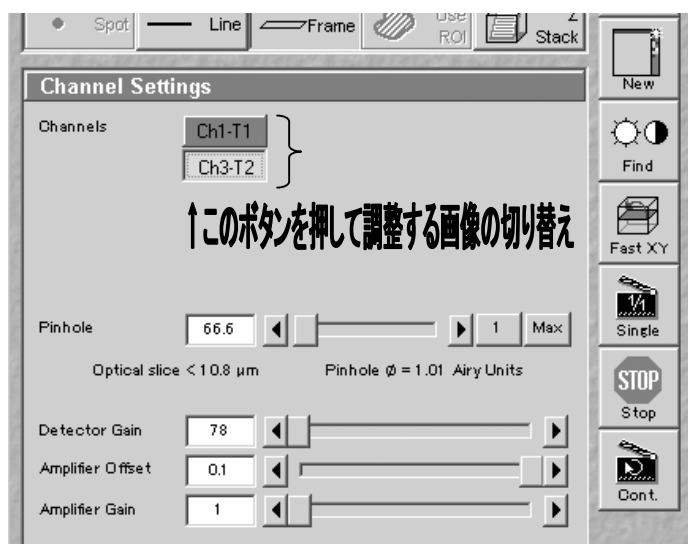 Spot
Line
Frame
Use
ROI
Z
Stack
New
Channel Settings
Channels
Ch1-T1
Ch3-T2
Find
↑このボタンを押して調整する画像の切り替え
Fast XY
Pinhole
66.6
1
Max
1/1
Single
Optical slice < 10.8 μm
Pinhole ø = 1.01 Airy Units
STOP
Stop
Detector Gain
78
Amplifier Offset
0.1
Cont.
Amplifier Gain
1